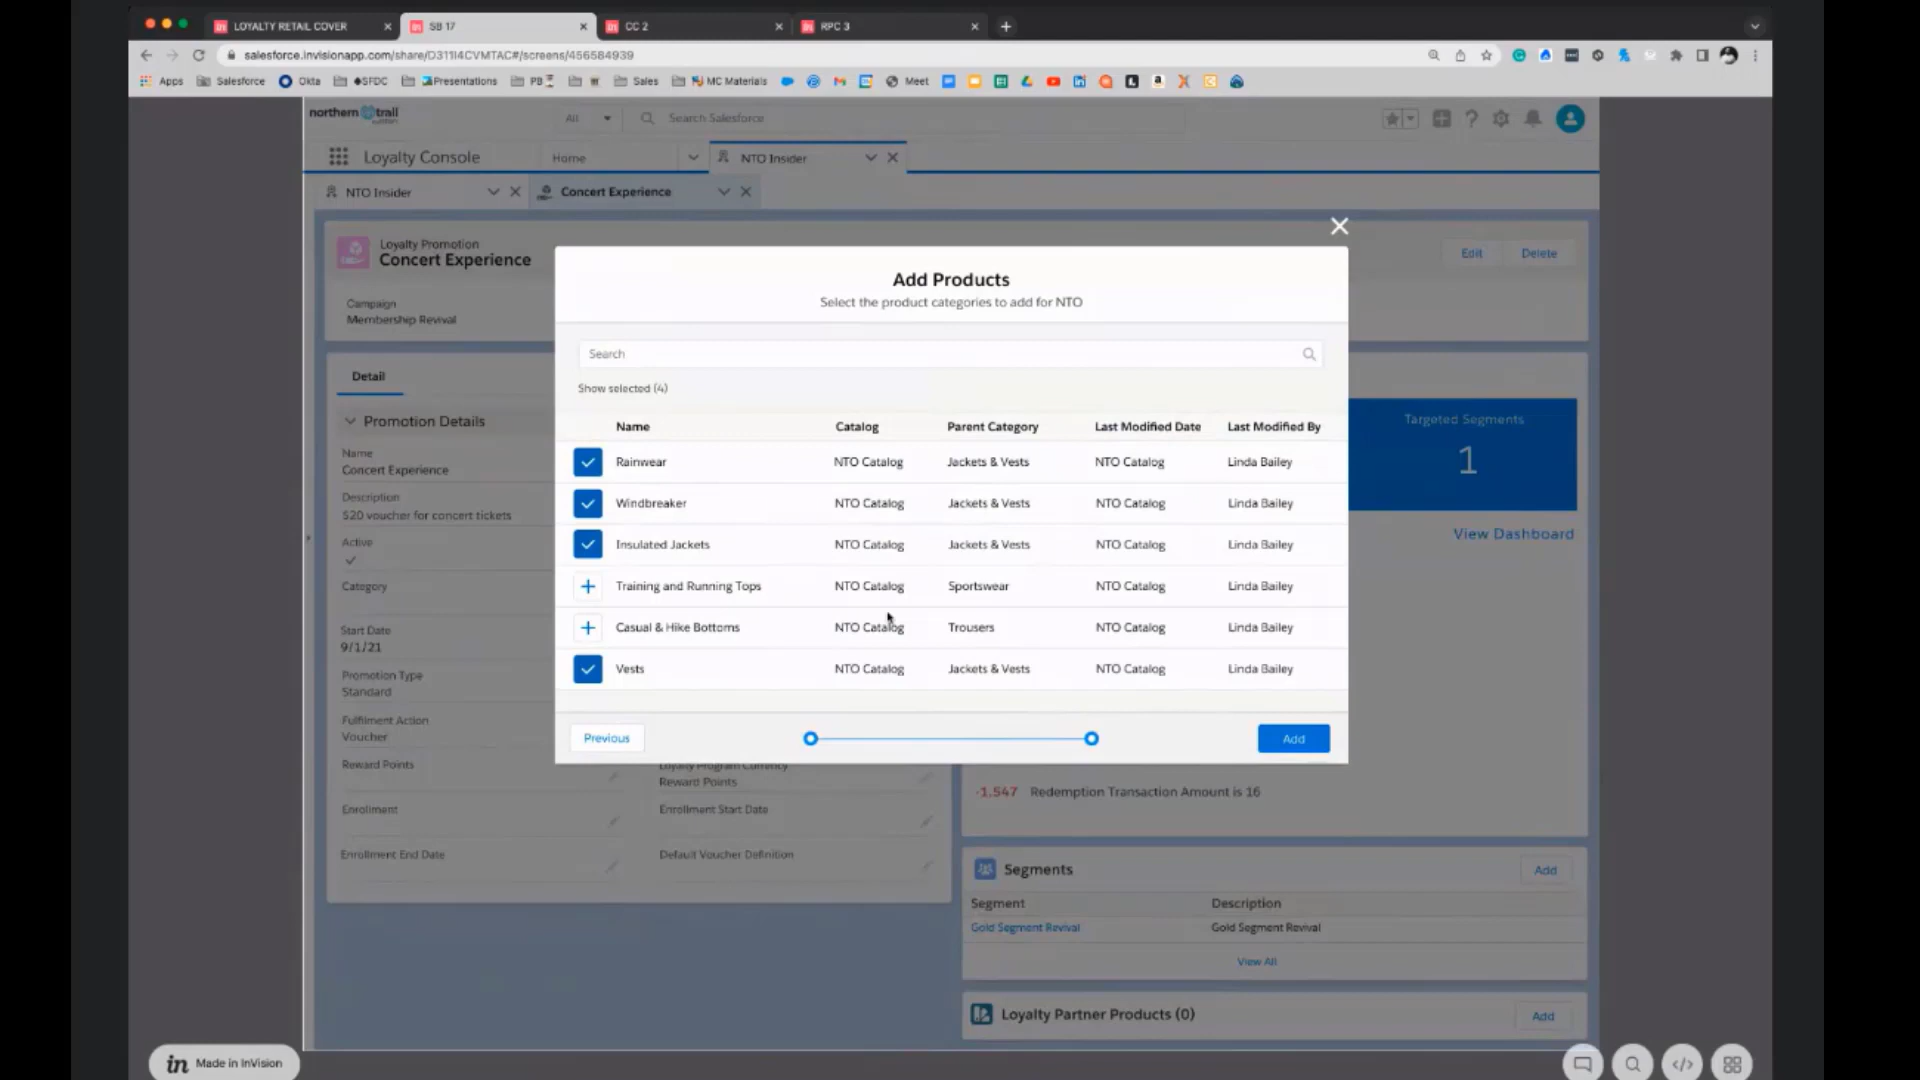 LOYALTY RETAIL COVER
SB 17
CC 2
RPC 3
salesforce.invisionapp.com/share/D311I4CVMTAC#/screens/456584939
Apps Salesforce Okta SFDC Presentations PB Sales MC Materials Meet
northern trail
All Search Salesforce
Loyalty Console Home NTO Insider
NTO Insider Concert Experience
Loyalty Promotion
Concert Experience
Edit Delete
Campaign
Membership Revival
Detail
Promotion Details
Name
Concert Experience
Description
$20 voucher for concert tickets
Active
Category
Start Date
9/1/21
Promotion Type
Standard
Fulfilment Action
Voucher
Reward Points
Enrollment
Enrollment End Date
Loyalty Program Currency
Reward Points
Enrollment Start Date
Default Voucher Definition
Add Products
Select the product categories to add for NTO
Search
Show selected (4)
Name Catalog Parent Category Last Modified Date Last Modified By
Rainwear NTO Catalog Jackets & Vests NTO Catalog Linda Bailey
Windbreaker NTO Catalog Jackets & Vests NTO Catalog Linda Bailey
Insulated Jackets NTO Catalog Jackets & Vests NTO Catalog Linda Bailey
Training and Running Tops NTO Catalog Sportswear NTO Catalog Linda Bailey
Casual & Hike Bottoms NTO Catalog Trousers NTO Catalog Linda Bailey
Vests NTO Catalog Jackets & Vests NTO Catalog Linda Bailey
Previous
Add
Targeted Segments
1
View Dashboard
-1,547 Redemption Transaction Amount is 16
Segments
Add
Segment Description
Gold Segment Revival Gold Segment Revival
View All
Loyalty Partner Products (0)
Add
in Made in InVision